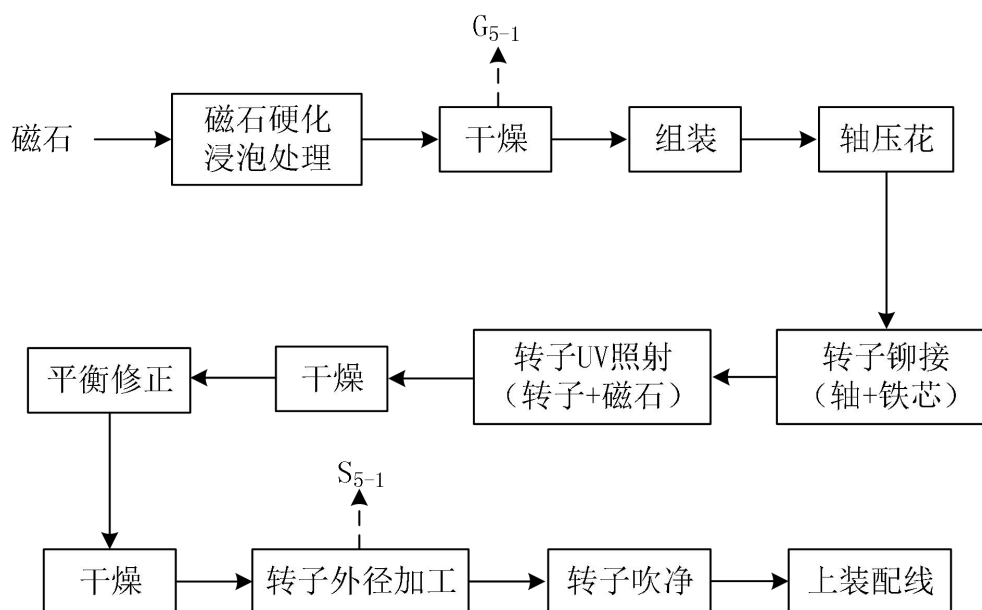 G5-1
磁石
磁石硬化
浸泡处理
干燥
组装
轴压花
转子铆接
(轴+铁芯)
转子UV照射
(转子+磁石)
干燥
平衡修正
S5-1
干燥
转子外径加工
转子吹净
上装配线